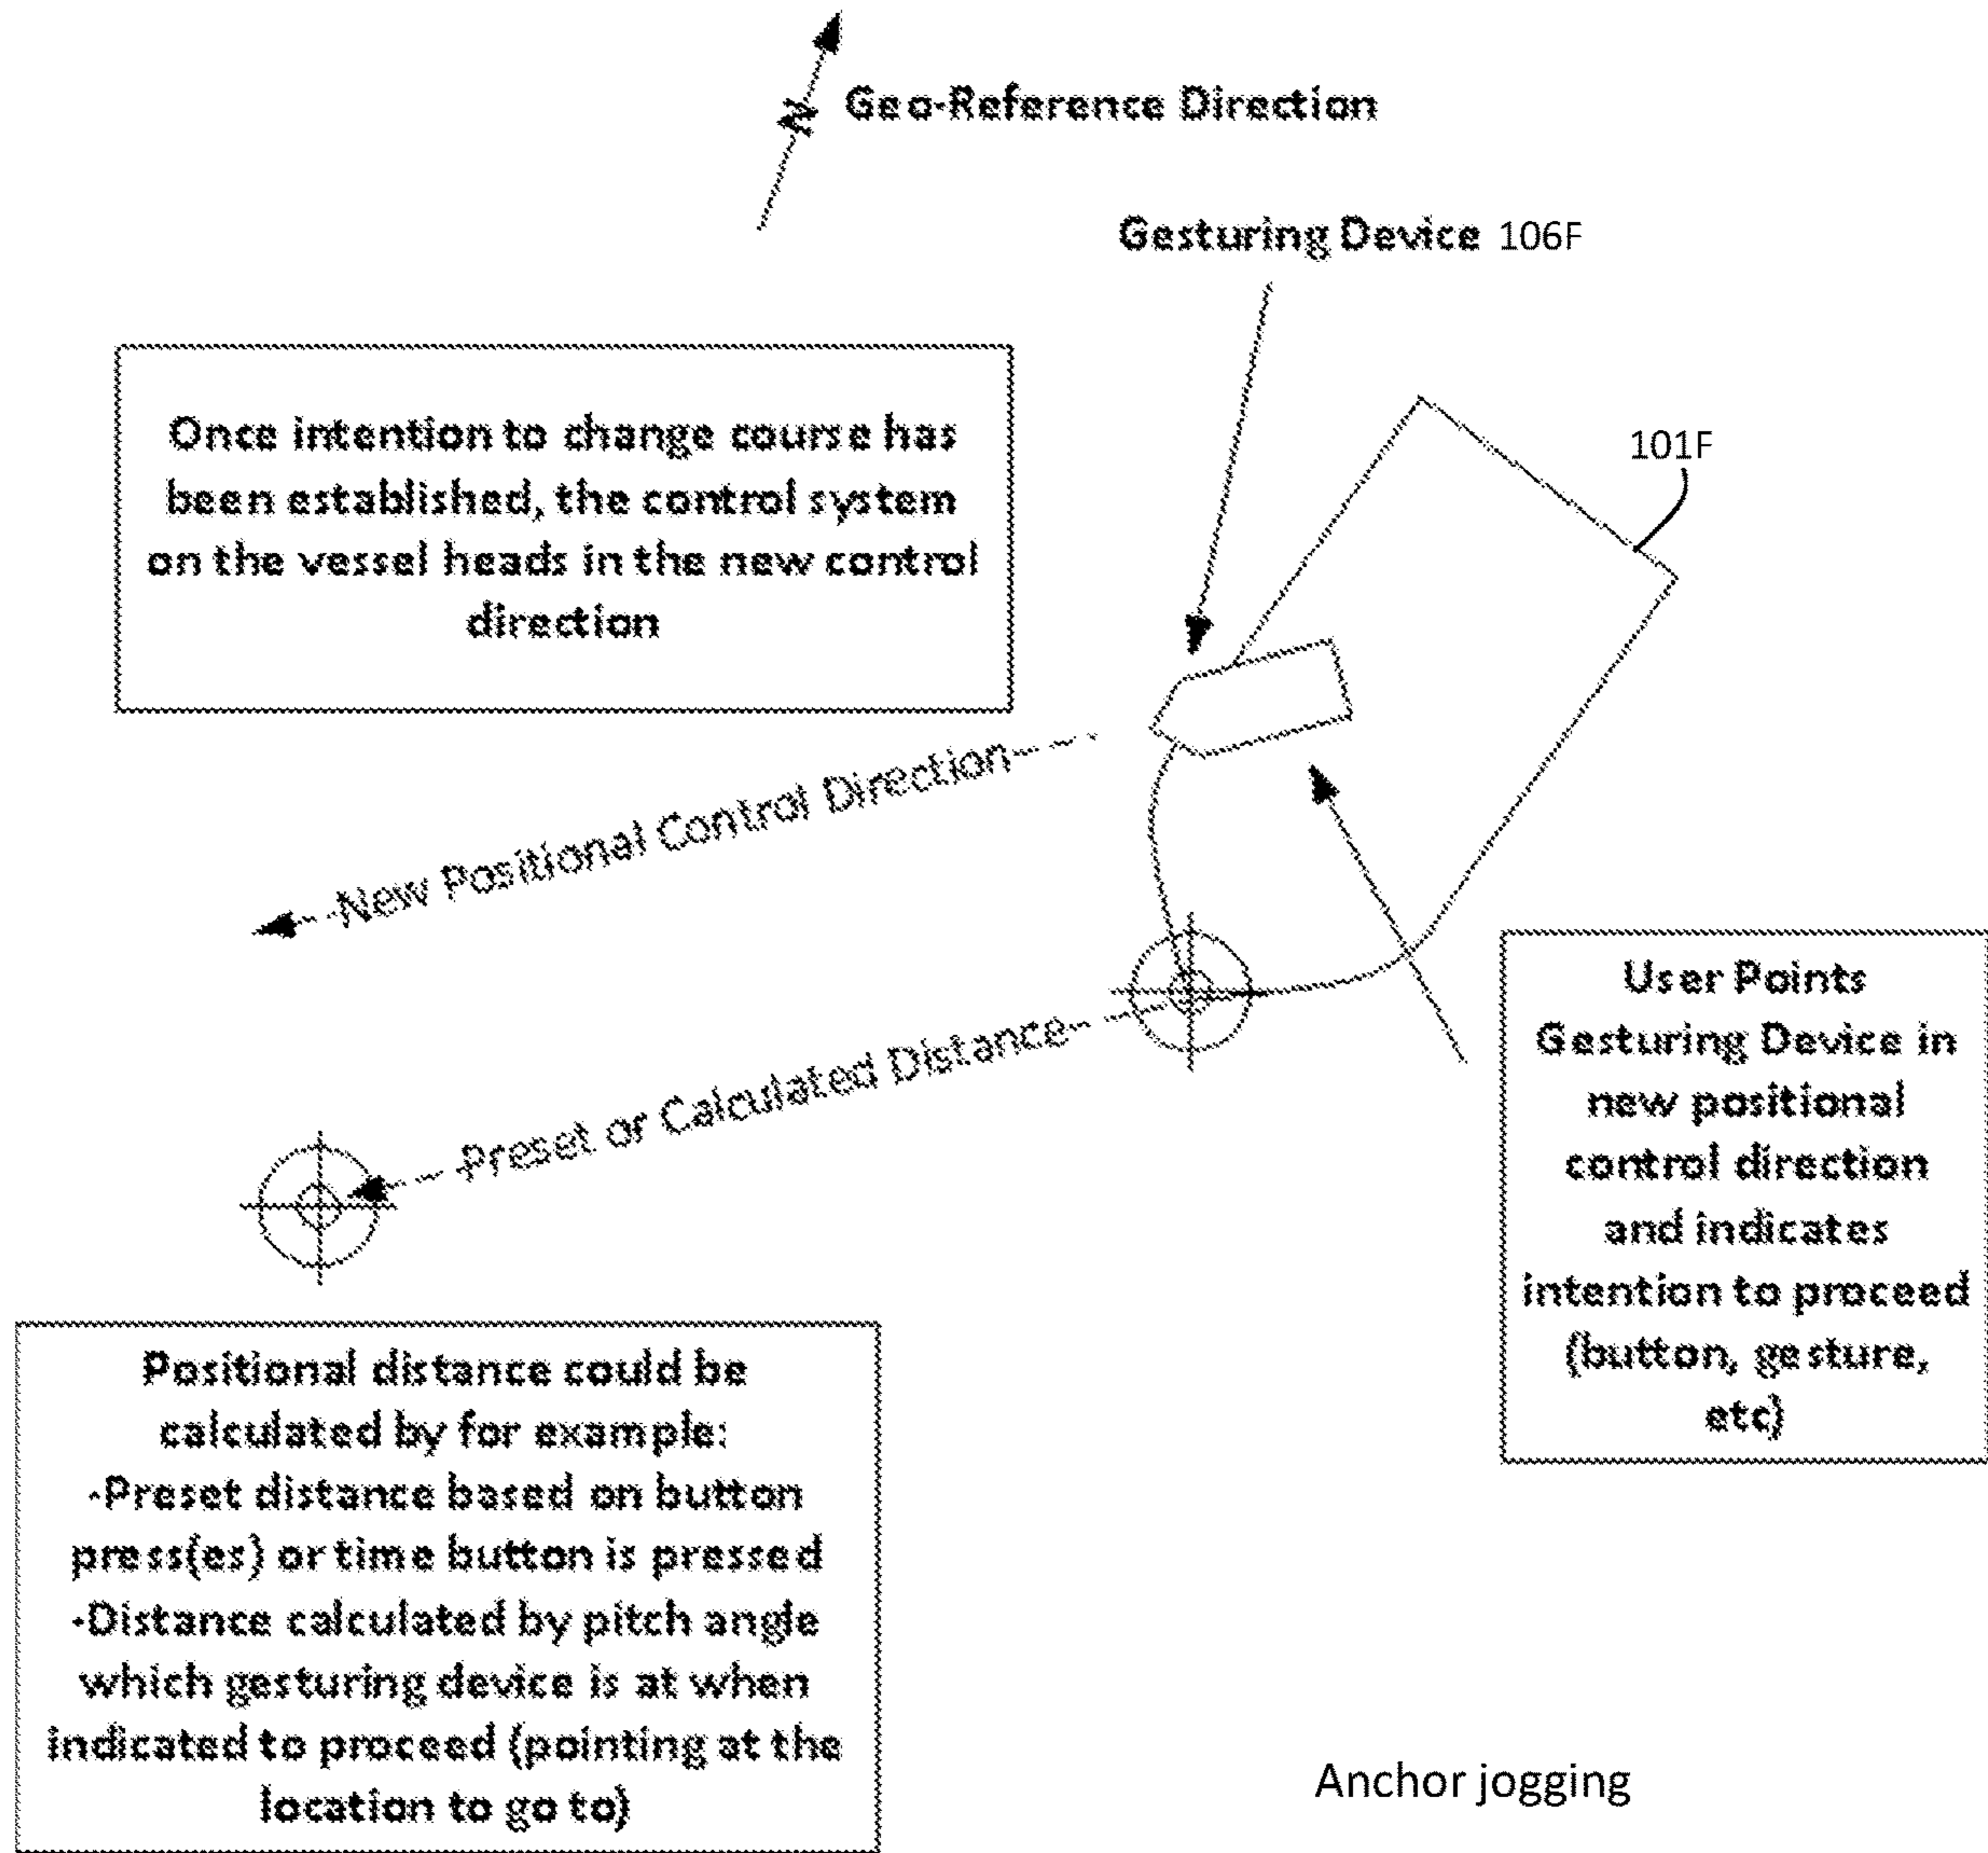 N
Geo-Reference Direction
Gesturing Device 106F
Once intention to change course has
been established, the control system
on the vessel heads in the new control
direction
101F
New Positional Control Direction
Preset or Calculated Distance
User Points
Gesturing Device in
new positional
control direction
and indicates
intention to proceed
(button, gesture,
etc)
Positional distance could be
calculated by for example:
-Preset distance based on button
press(es) or time button is pressed
-Distance calculated by pitch angle
which gesturing device is at when
indicated to proceed (pointing at the
location to go to)
Anchor jogging